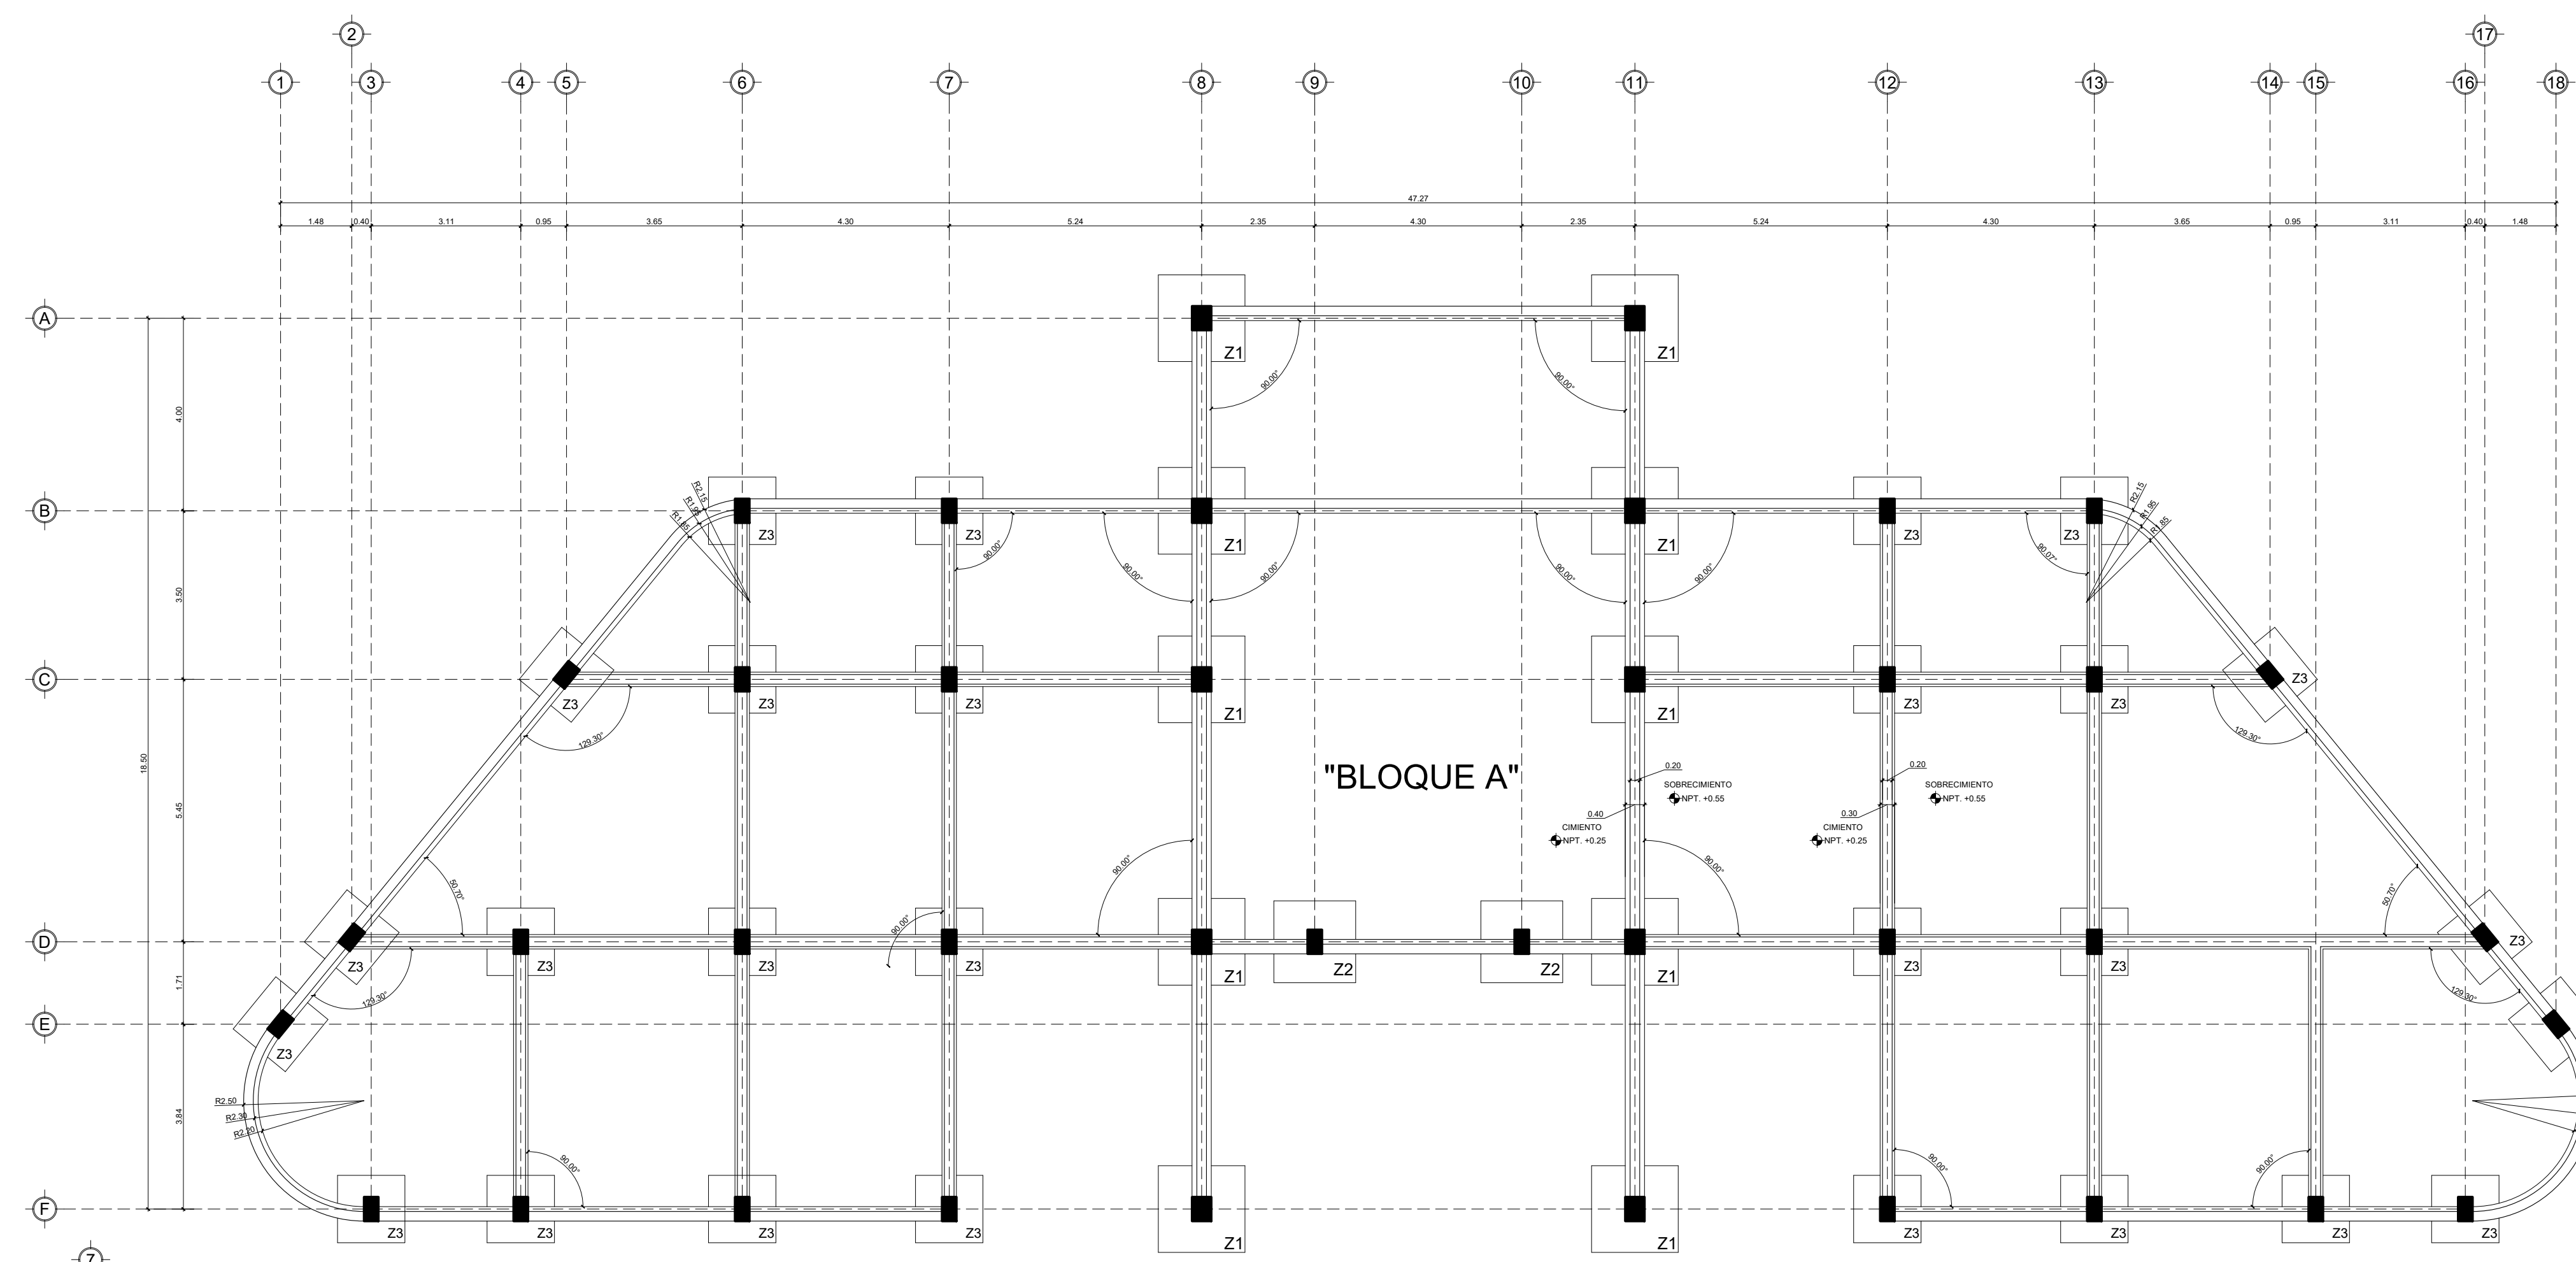 2 17
1 3 4 5 6 7 8 9 10 11 12 13 14 15 16 18
47.27
1.48 0.40 3.11 0.95 3.65 4.30 5.24 2.35 4.30 2.35 5.24 4.30 3.65 0.95 3.11 0.40 1.48
A
Z1 Z1
90.00° 90.00°
4.00
R2.15 R2.15
R1.95 R1.95
R1.85 R1.85
B
Z3 Z3 Z1 Z1 Z3 Z3
90.00° 90.00° 90.00° 90.00° 90.00° 90.07°
3.50
C
Z3 Z3 Z3 Z1 Z1 Z3 Z3 Z3
129.30° 129.30°
18.50
"BLOQUE A"
0.20 0.20
SOBRECIMIENTO SOBRECIMIENTO
NPT. +0.55 NPT. +0.55
5.45
0.40 0.30
CIMIENTO CIMIENTO
NPT. +0.25 NPT. +0.25
50.70° 90.00° 90.00° 50.70°
90.00°
D
Z3 Z3 Z3 Z3 Z1 Z2 Z2 Z1 Z3 Z3 Z3
1.71
129.30° 129.30°
E
Z3
R2.50
R2.30
R2.20
3.84
90.00° 90.00° 90.00°
F
Z3 Z3 Z3 Z3 Z1 Z1 Z3 Z3 Z3 Z3
7